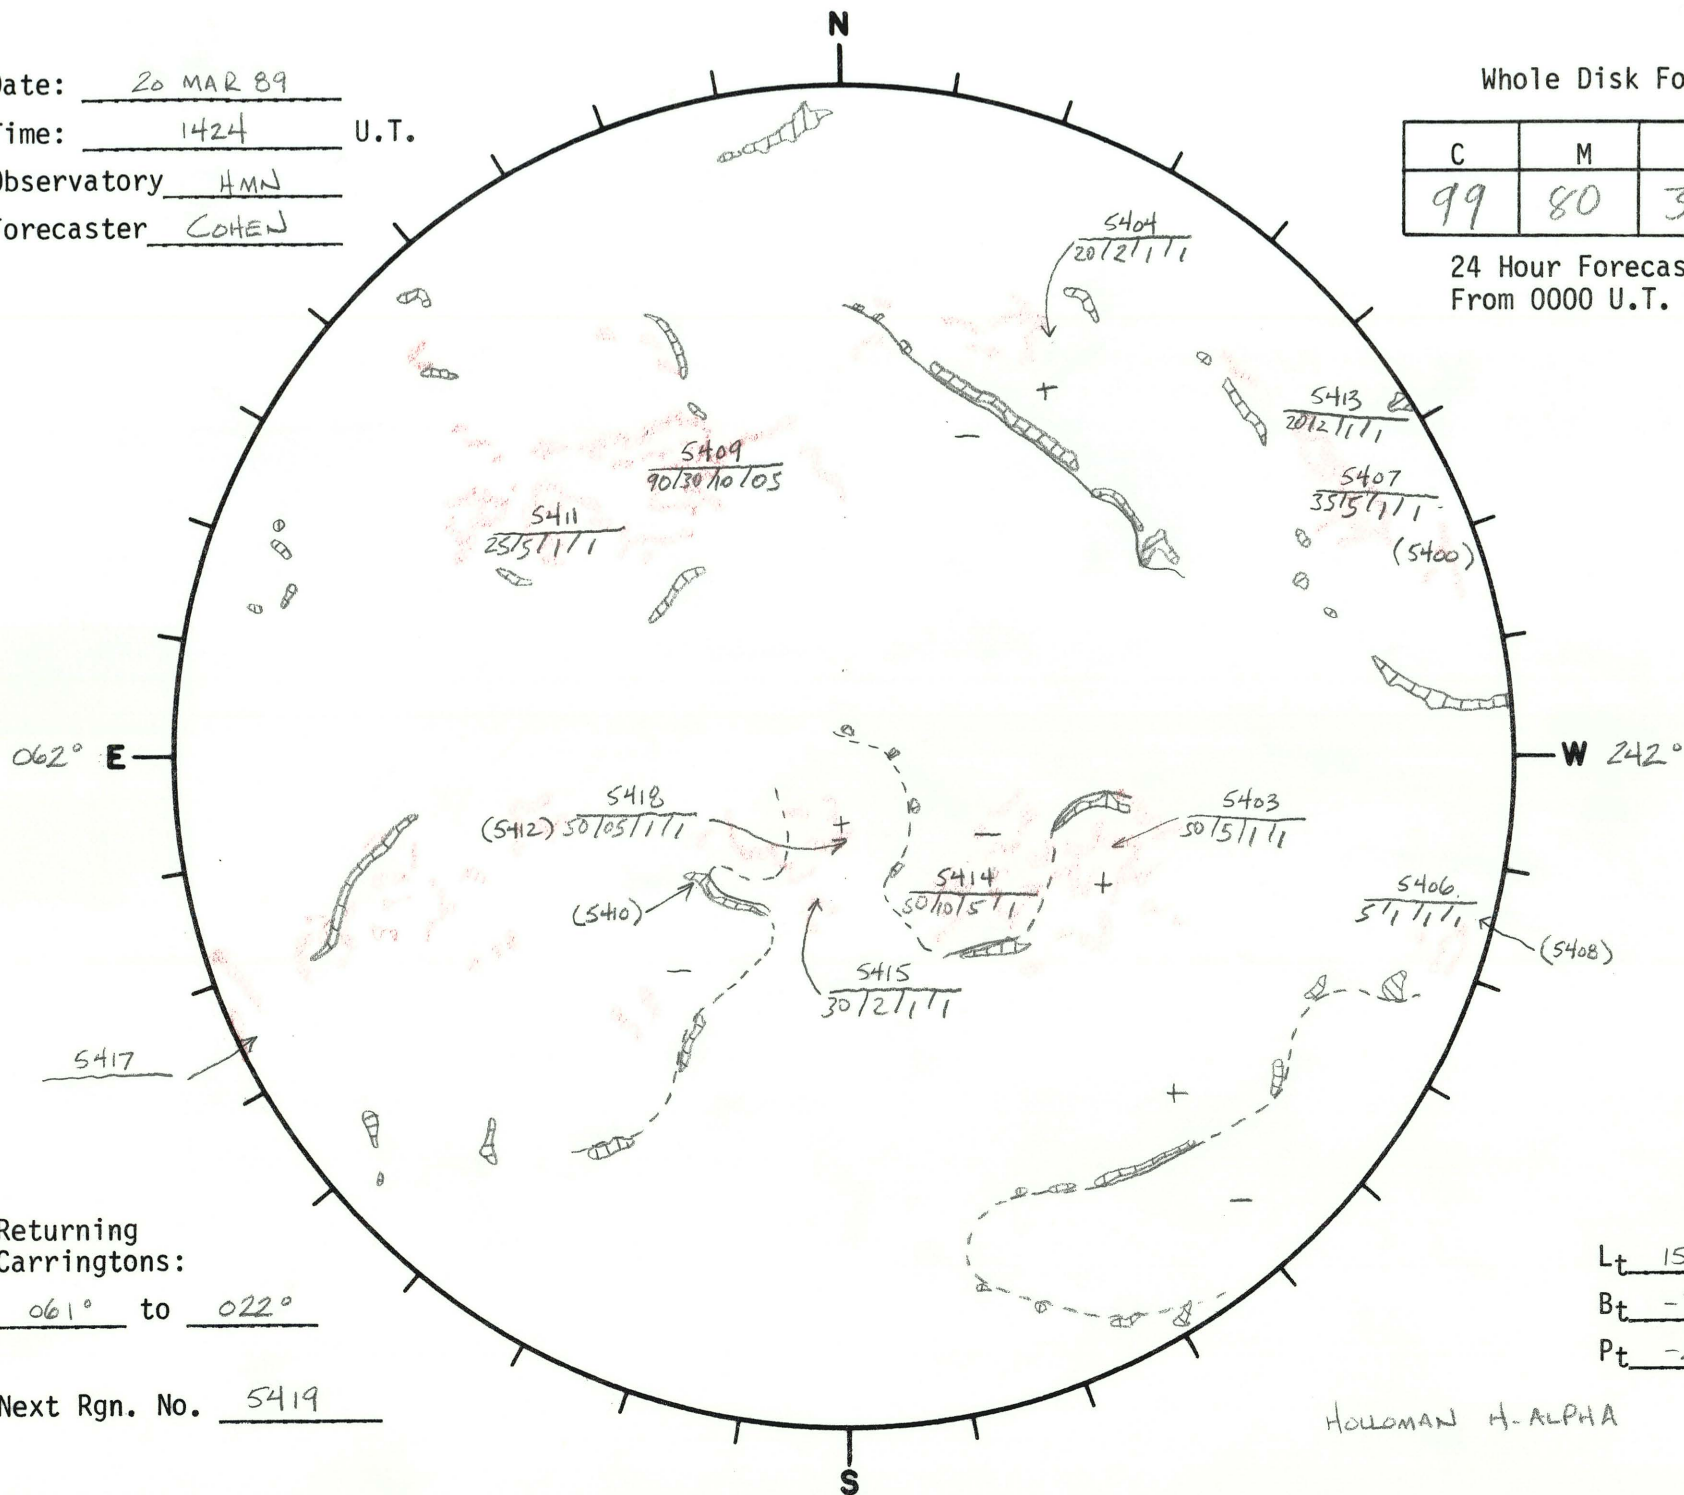 N
Date: 20 MAR 89
Time: 1424 U.T.
Observatory HMN
Forecaster COHEN
Whole Disk Fo
C M
99 80 3
24 Hour Forecas
From 0000 U.T.
5404
20/2/1/1
+
−
5413
20/2/1/1
5407
35/5/1/1
(5400)
5409
90/30/10/05
5411
25/5/1/1
062° E
W 242°
5418
(5412) 50/05/1/1
+
−
5403
50/5/1/1
5414
50/10/5/1
+
5406
5/1/1/1
(5408)
(5410)
−
5415
30/2/1/1
5417
+
−
Returning
Carringtons:
061° to 022°
Next Rgn. No. 5419
Lt 15
Bt -
Pt -
HOLLOMAN H-ALPHA
S